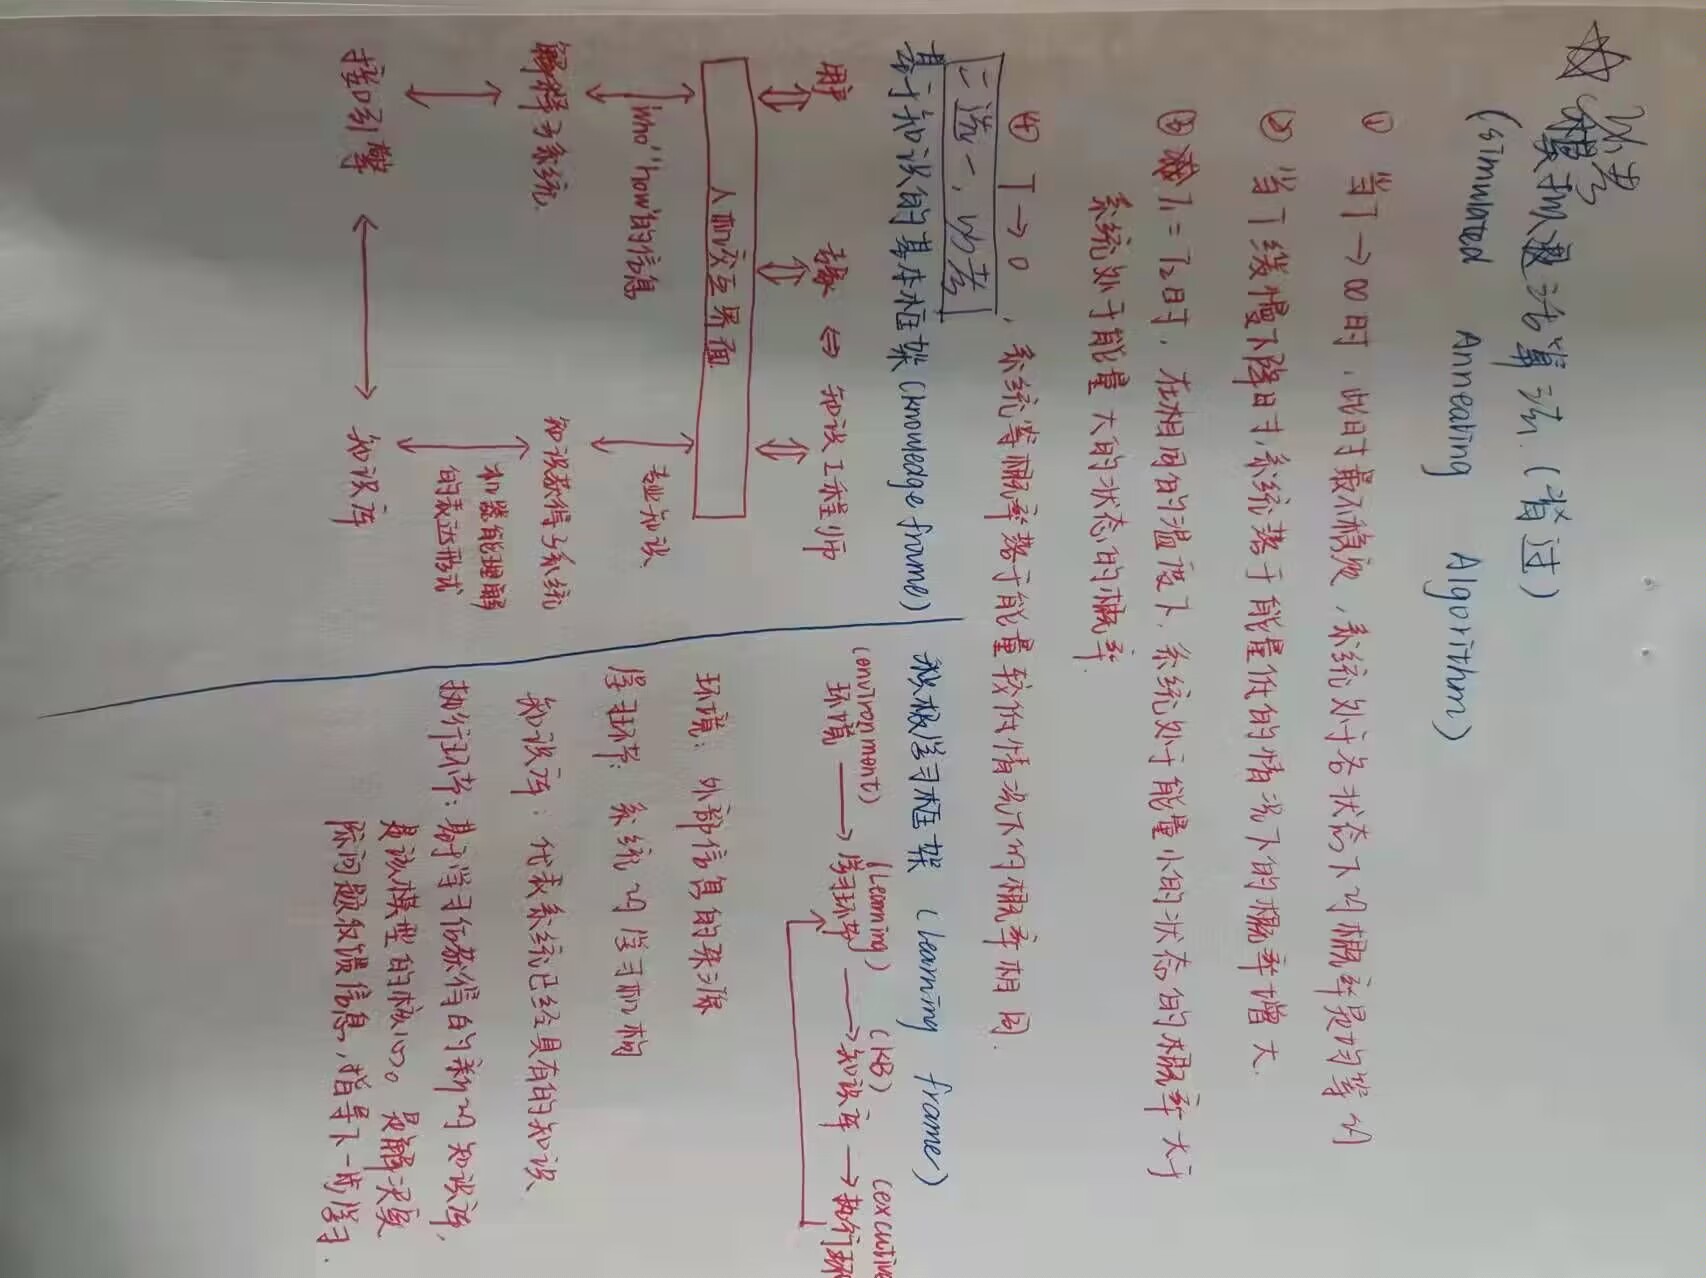 必考
模拟退活算法.(背过)
(simulated Annealing Algorithm)
① 当T→∞时,此时最不稳定,系统处于各状态下的概率是均等的
② 当T缓慢下降时,系统落于能量低的情况下的概率增大.
③ T₁=T₂时,在相同的温度下,系统处于能量小的状态的概率大于
系统处于能量大的状态的概率.
④ T→0,系统等概率落于能量较低情况下的概率相同.
二选一,必考
基于知识的基本框架(knowledge frame)
用户 专家 ⇔ 知识工程师
人机交互界面
'who' 'how'的信息 专业知识
解释子系统 知识获得子系统
机器能理解
的表达形式
接口引擎 ↔ 知识库
积极学习框架 (Learning frame)
(environment) (Learning) (KB) (excutive
环境 → 学习环节 → 知识库 → 执行环
环境: 外部信息的来源
学习环节: 系统的学习机构
知识库: 代表系统已经具有的知识
执行环节: 基于学习后获得的新的知识库,
是该模型的核心。是解决实
际问题反馈信息,指导下一步学习.